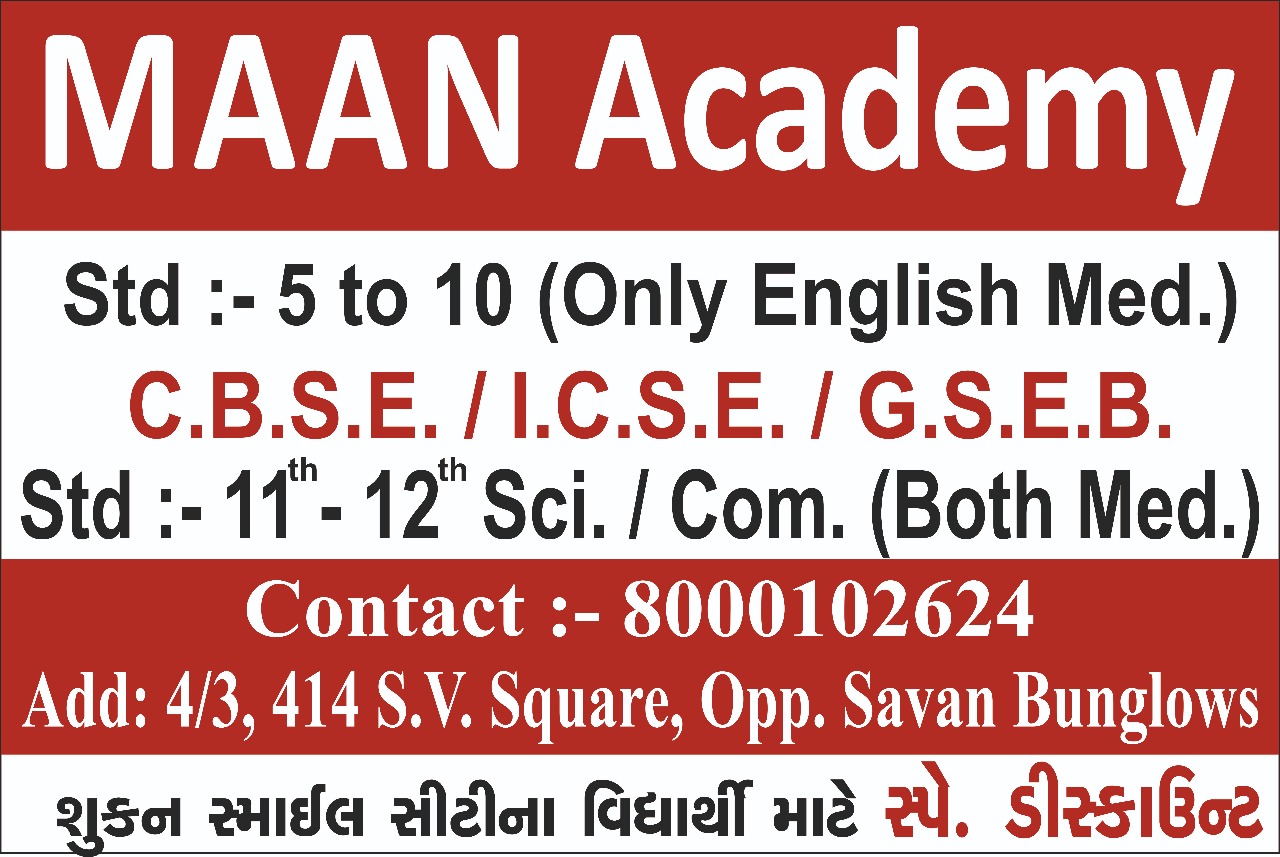 MAAN Academy
Std :- 5 to 10 (Only English Med.)
C.B.S.E. / I.C.S.E. / G.S.E.B.
Std :- 11th - 12th Sci. / Com. (Both Med.)
Contact :- 8000102624
Add: 4/3, 414 S.V. Square, Opp. Savan Bunglows
શુકન સ્માઈલ સીટીના વિદ્યાર્થી માટે સ્પે. ડીસ્કાઉન્ટ